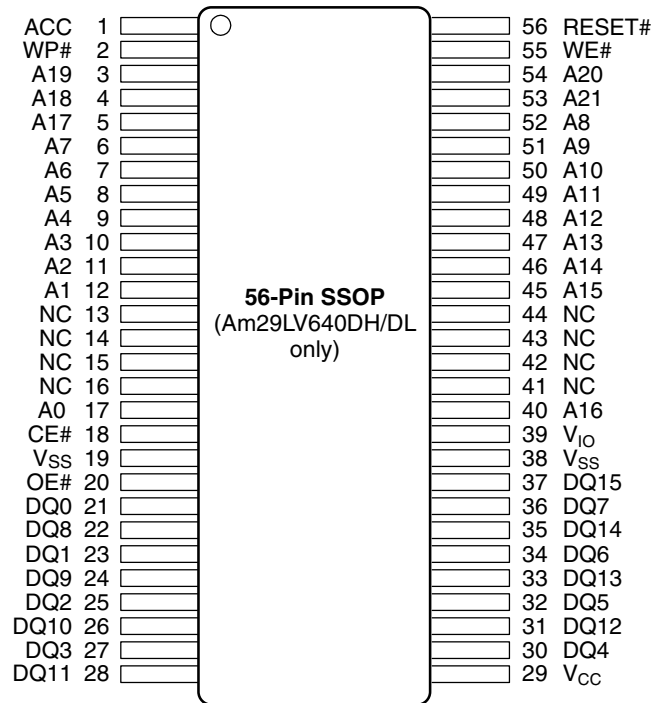 ACC 1 56 RESET#
WP# 2 55 WE#
A19 3 54 A20
A18 4 53 A21
A17 5 52 A8
A7 6 51 A9
A6 7 50 A10
A5 8 49 A11
A4 9 48 A12
A3 10 47 A13
A2 11 46 A14
A1 12 45 A15
56-Pin SSOP
NC 13 44 NC
(Am29LV640DH/DL
NC 14 43 NC
only)
NC 15 42 NC
NC 16 41 NC
A0 17 40 A16
CE# 18 39 VIO
VSS 19 38 VSS
OE# 20 37 DQ15
DQ0 21 36 DQ7
DQ8 22 35 DQ14
DQ1 23 34 DQ6
DQ9 24 33 DQ13
DQ2 25 32 DQ5
DQ10 26 31 DQ12
DQ3 27 30 DQ4
DQ11 28 29 VCC